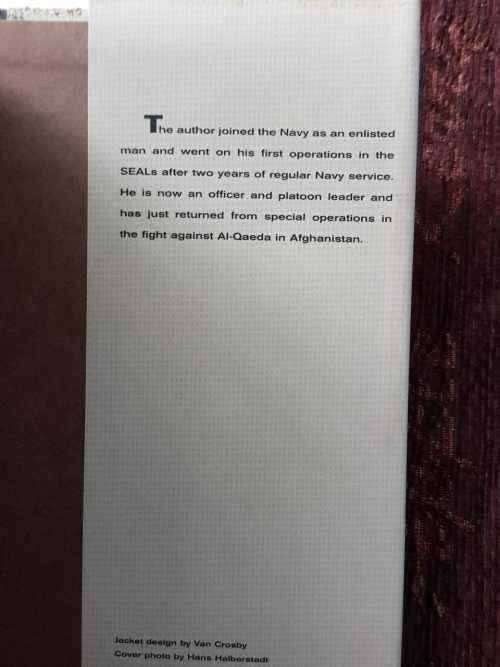 The author joined the Navy as an enlisted
man and went on his first operations in the
SEALs after two years of regular Navy service.
He is now an officer and platoon leader and
has just returned from special operations in
the fight against Al-Qaeda in Afghanistan.
Jacket design by Van Crosby
Cover photo by Hans Halberstadt